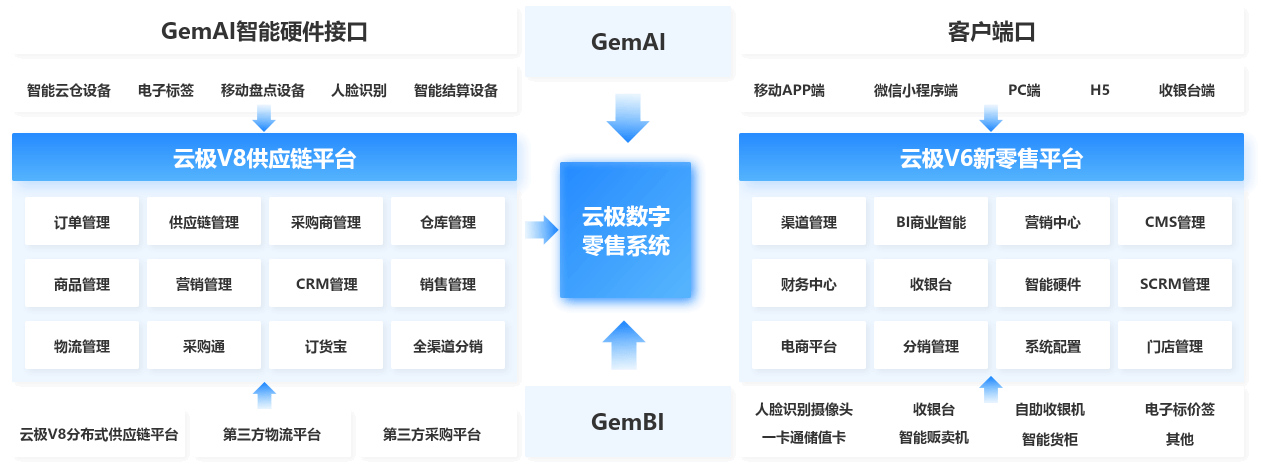 GemAI智能硬件接口
智能云仓设备 电子标签 移动盘点设备 人脸识别 智能结算设备
云极V8供应链平台
订单管理 供应链管理 采购商管理 仓库管理
商品管理 营销管理 CRM管理 销售管理
物流管理 采购通 订货宝 全渠道分销
云极V8分布式供应链平台 第三方物流平台 第三方采购平台
GemAI
云极数字
零售系统
GemBI
客户端口
移动APP端 微信小程序端 PC端 H5 收银台端
云极V6新零售平台
渠道管理 BI商业智能 营销中心 CMS管理
财务中心 收银台 智能硬件 SCRM管理
电商平台 分销管理 系统配置 门店管理
人脸识别摄像头 收银台 自助收银机 电子标价签
一卡通储值卡 智能贩卖机 智能货柜 其他